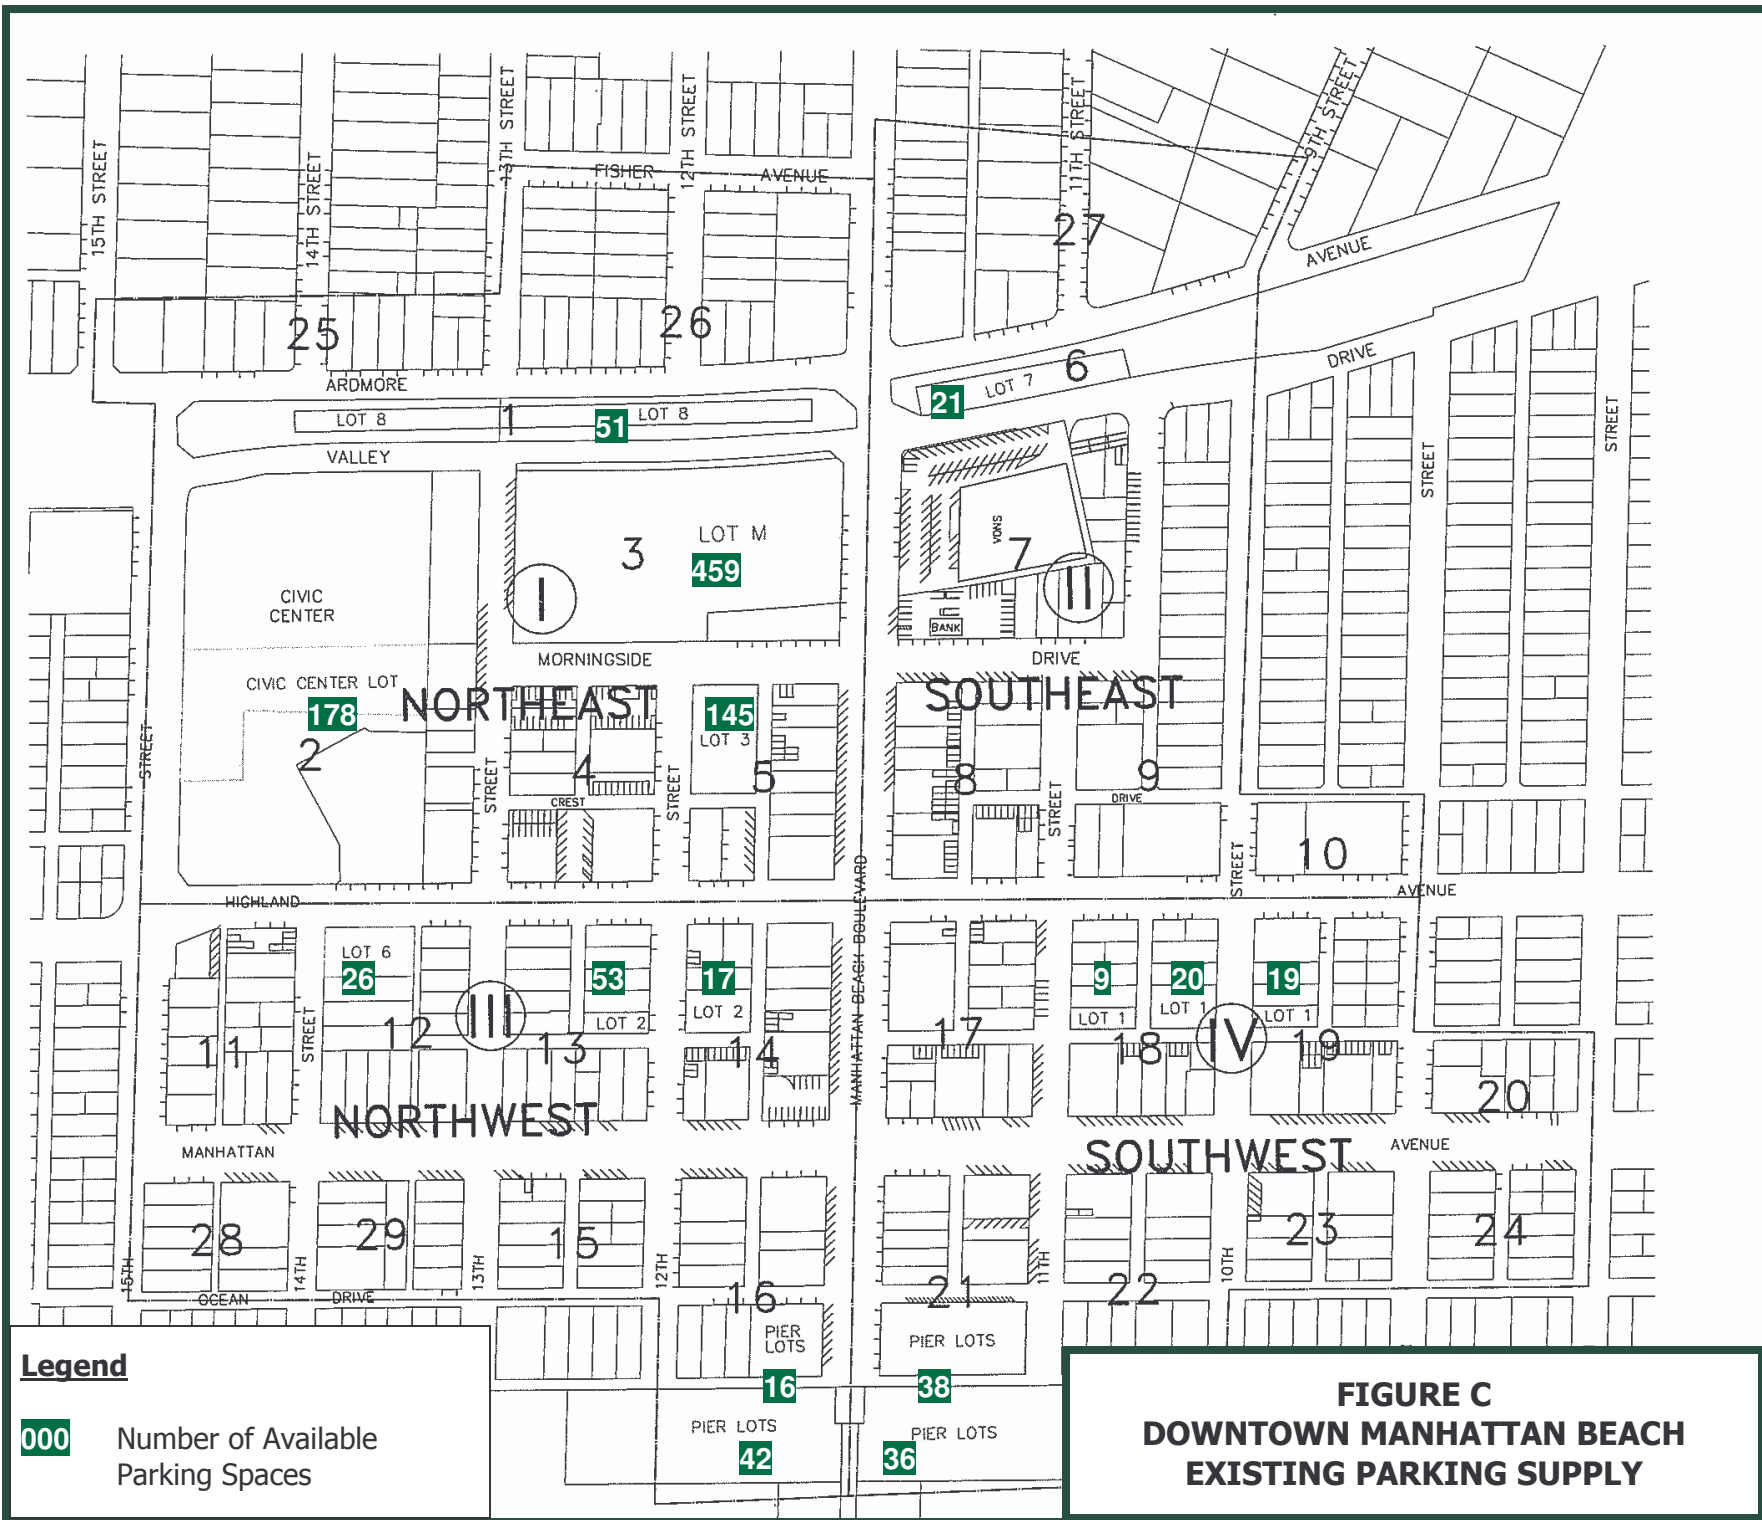 15TH STREET
14TH STREET
13TH STREET
12TH STREET
11TH STREET
9TH STREET
FISHER
AVENUE
27
AVENUE
25
26
DRIVE
ARDMORE
6
LOT 7
21
LOT 8
1
LOT 8
51
VALLEY
STREET
STREET
LOT M
3
459
VONS
7
I
II
CIVIC
CENTER
BANK
MORNINGSIDE
DRIVE
CIVIC CENTER LOT
NORTHEAST
SOUTHEAST
178
145
LOT 3
STREET
2
4
5
8
9
STREET
STREET
STREET
CREST
DRIVE
10
STREET
MANHATTAN BEACH BOULEVARD
HIGHLAND
AVENUE
LOT 6
26
53
17
9
20
19
III
LOT 2
LOT 2
LOT 1
LOT 1
LOT 1
STREET
11
12
13
14
17
18
IV
19
20
NORTHWEST
SOUTHWEST
MANHATTAN
AVENUE
28
29
15
23
24
15TH
14TH
13TH
12TH
11TH
10TH
OCEAN
DRIVE
16
21
22
PIER
LOTS
PIER LOTS
16
38
PIER LOTS
PIER LOTS
42
36
Legend
000 Number of Available
Parking Spaces
FIGURE C
DOWNTOWN MANHATTAN BEACH
EXISTING PARKING SUPPLY